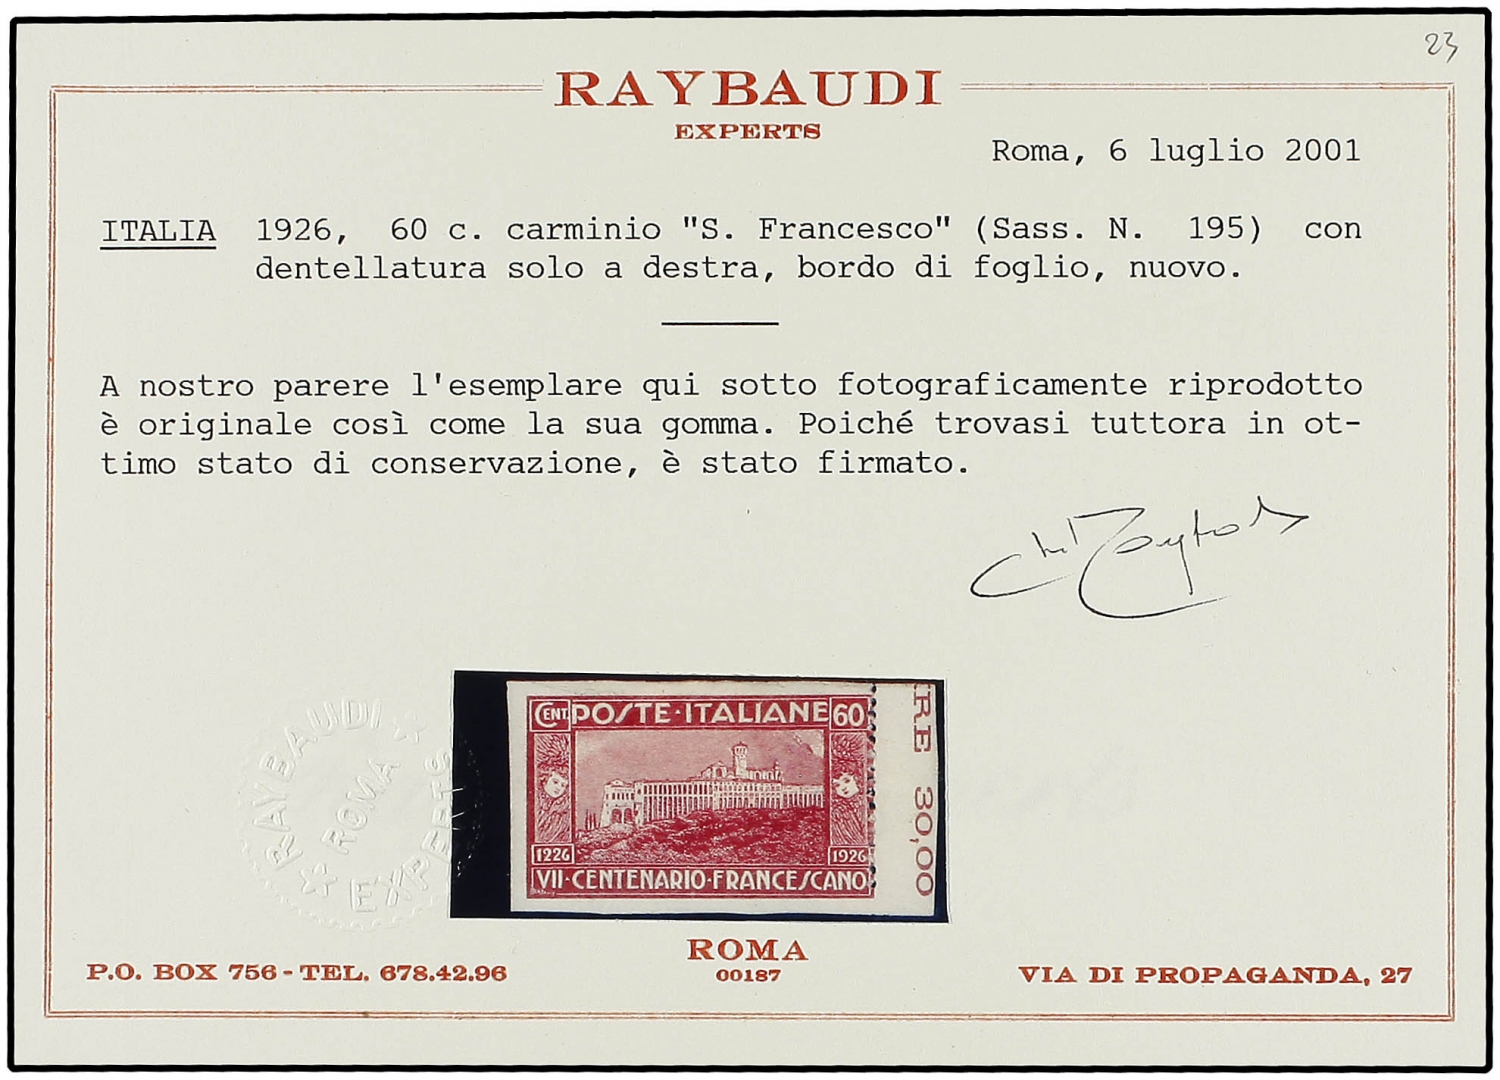 23
RAYBAUDI
EXPERTS
Roma, 6 luglio 2001
ITALIA 1926, 60 c. carminio "S. Francesco" (Sass. N. 195) con
dentellatura solo a destra, bordo di foglio, nuovo.
A nostro parere l'esemplare qui sotto fotograficamente riprodotto
è originale così come la sua gomma. Poiché trovasi tuttora in ot-
timo stato di conservazione, è stato firmato.
CENT. POSTE·ITALIANE 60
1226 1926
VII·CENTENARIO·FRANCESCANO
RE 30,00
RAYBAUDI EXPERTS
ROMA
ROMA
00187
P.O. BOX 756 - TEL. 678.42.96
VIA DI PROPAGANDA, 27